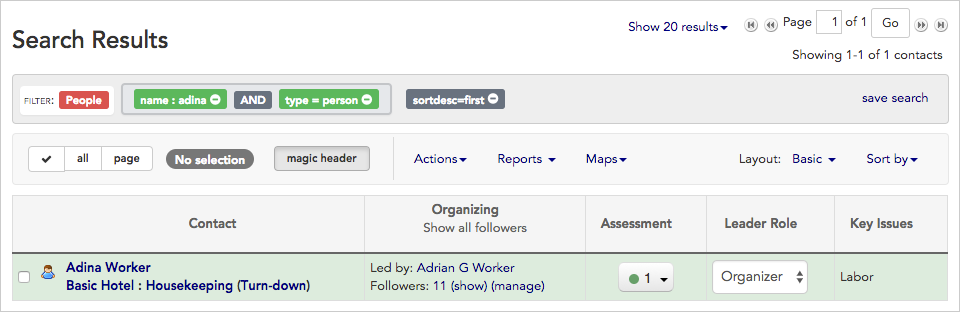 Search Results
Show 20 results
Page 1 of 1 Go
Showing 1-1 of 1 contacts
FILTER: People name : adina AND type = person sortdesc=first save search
all page No selection magic header Actions Reports Maps Layout: Basic Sort by
Contact Organizing Show all followers Assessment Leader Role Key Issues
Adina Worker Led by: Adrian G Worker 1 Organizer Labor
Basic Hotel : Housekeeping (Turn-down) Followers: 11 (show) (manage)